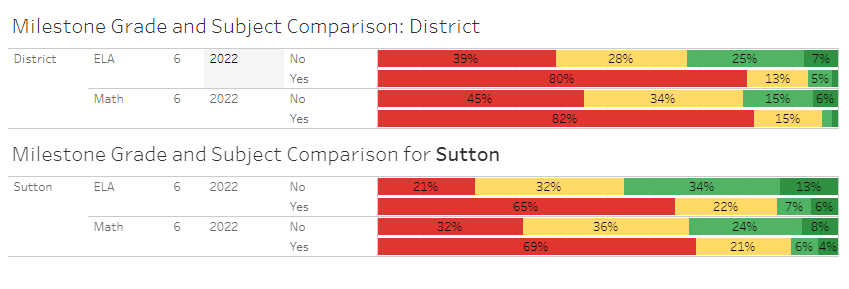 Milestone Grade and Subject Comparison: District
District ELA 6 2022 No 39% 28% 25% 7%
Yes 80% 13% 5%
Math 6 2022 No 45% 34% 15% 6%
Yes 82% 15%
Milestone Grade and Subject Comparison for Sutton
Sutton ELA 6 2022 No 21% 32% 34% 13%
Yes 65% 22% 7% 6%
Math 6 2022 No 32% 36% 24% 8%
Yes 69% 21% 6% 4%